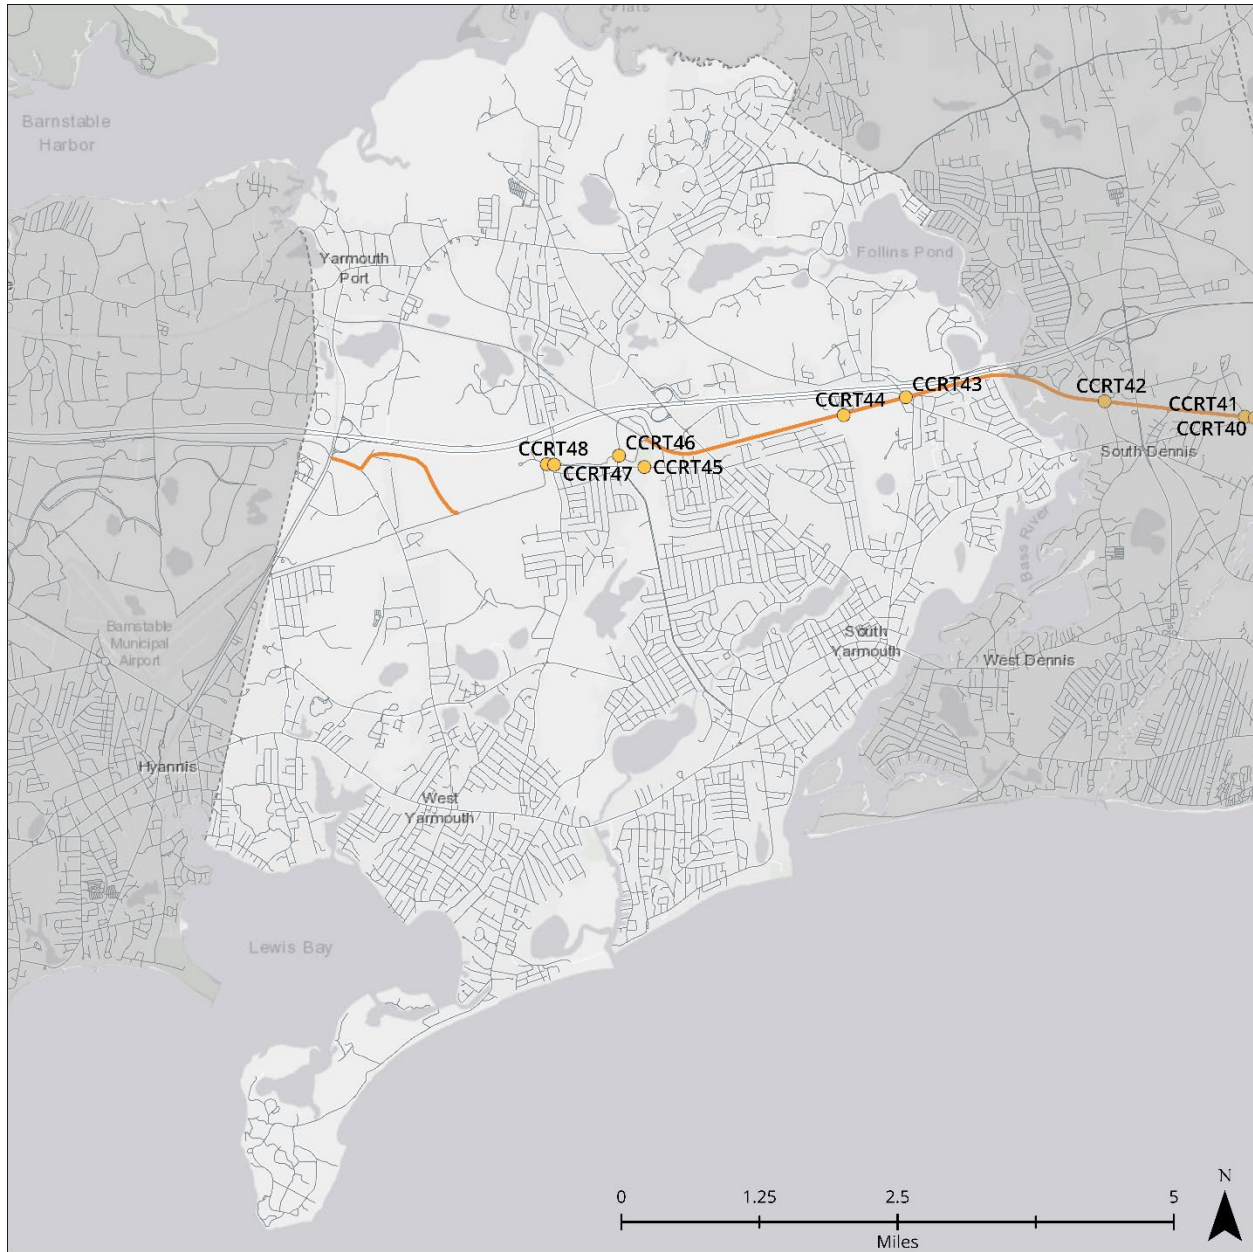 Flats
Barnstable
Harbor
Yarmouth
Port
Follins Pond
CCRT43
CCRT42
CCRT44
CCRT41
CCRT40
CCRT46
CCRT48
CCRT47
CCRT45
South Dennis
Bass River
Barnstable
Municipal
Airport
South
Yarmouth
West Dennis
Hyannis
West
Yarmouth
Lewis Bay
N
0
1.25
2.5
5
Miles